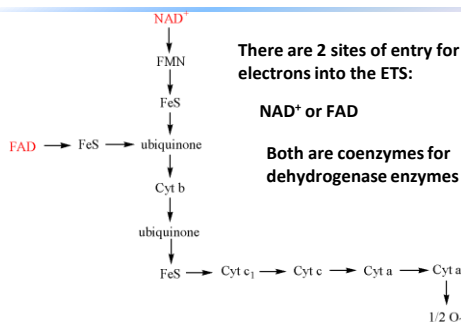 NAD+
There are 2 sites of entry for
electrons into the ETS:
FMN
FeS
NAD+ or FAD
FAD → FeS → ubiquinone
Both are coenzymes for
dehydrogenase enzymes
Cyt b
ubiquinone
FeS → Cyt c1 → Cyt c → Cyt a → Cyt a
1/2 O